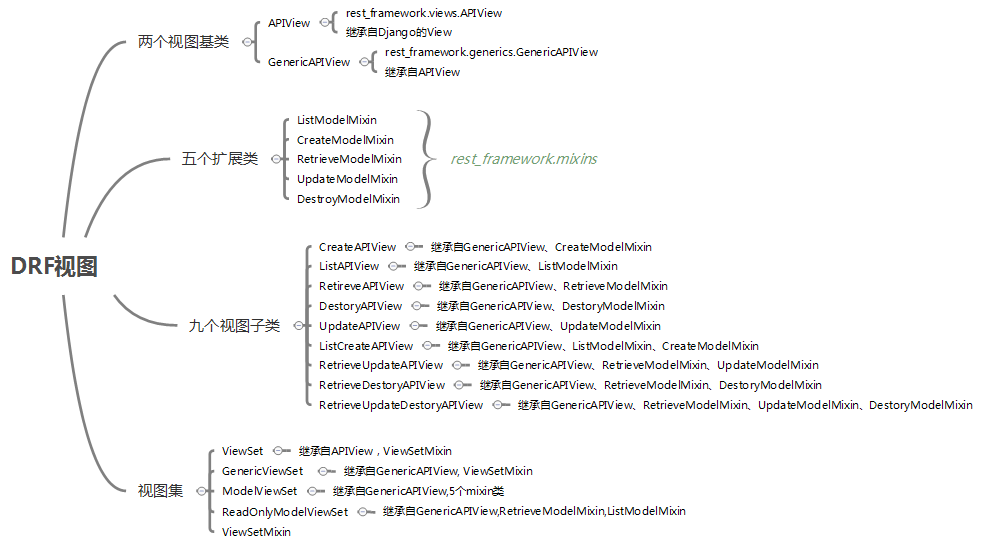 DRF视图
两个视图基类
APIView
rest_framework.views.APIView
继承自Django的View
GenericAPIView
rest_framework.generics.GenericAPIView
继承自APIView
五个扩展类
ListModelMixin
CreateModelMixin
RetrieveModelMixin
UpdateModelMixin
DestroyModelMixin
rest_framework.mixins
九个视图子类
CreateAPIView 继承自GenericAPIView、CreateModelMixin
ListAPIView 继承自GenericAPIView、ListModelMixin
RetireveAPIView 继承自GenericAPIView、RetrieveModelMixin
DestoryAPIView 继承自GenericAPIView、DestoryModelMixin
UpdateAPIView 继承自GenericAPIView、UpdateModelMixin
ListCreateAPIView 继承自GenericAPIView、ListModelMixin、CreateModelMixin
RetrieveUpdateAPIView 继承自GenericAPIView、RetrieveModelMixin、UpdateModelMixin
RetrieveDestoryAPIView 继承自GenericAPIView、RetrieveModelMixin、DestoryModelMixin
RetrieveUpdateDestoryAPIView 继承自GenericAPIView、RetrieveModelMixin、UpdateModelMixin、DestoryModelMixin
视图集
ViewSet 继承自APIView，ViewSetMixin
GenericViewSet 继承自GenericAPIView, ViewSetMixin
ModelViewSet 继承自GenericAPIView,5个mixin类
ReadOnlyModelViewSet 继承自GenericAPIView,RetrieveModelMixin,ListModelMixin
ViewSetMixin